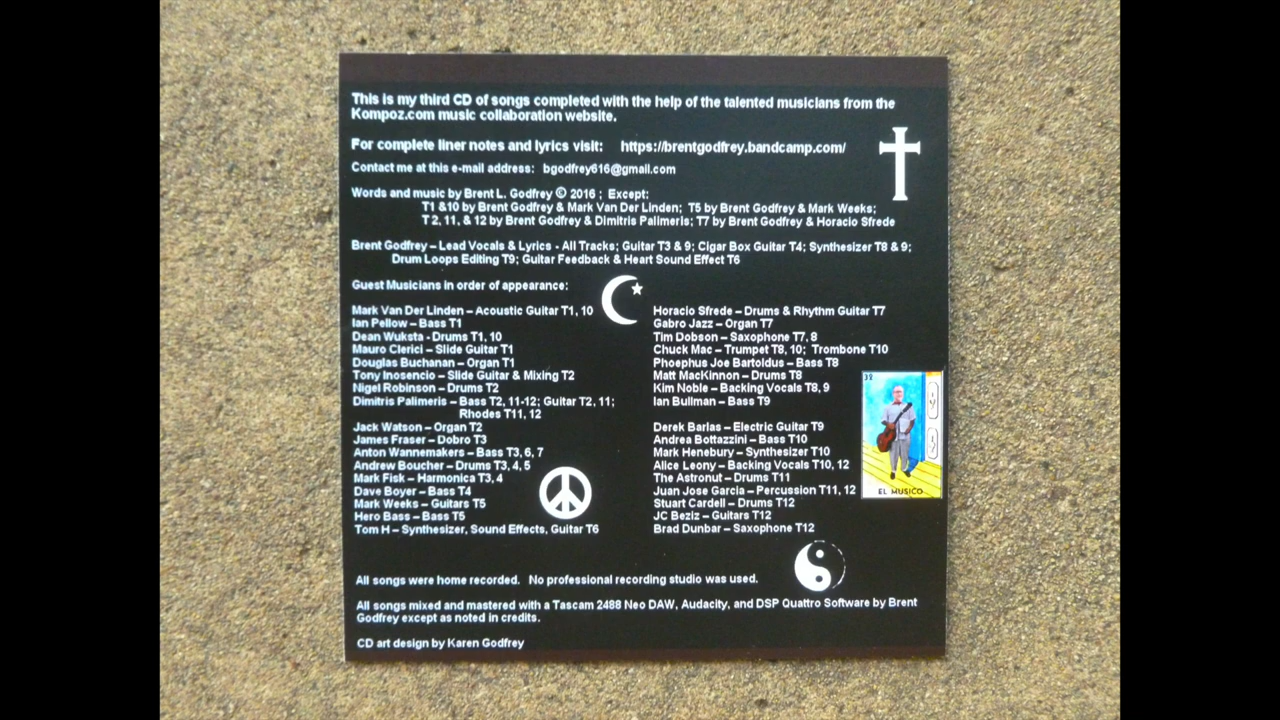 This is my third CD of songs completed with the help of the talented musicians from the
Kompoz.com music collaboration website.
For complete liner notes and lyrics visit: https://brentgodfrey.bandcamp.com/
Contact me at this e-mail address: bgodfrey616@gmail.com
Words and music by Brent L. Godfrey © 2016 ; Except:
T1 &10 by Brent Godfrey & Mark Van Der Linden; T5 by Brent Godfrey & Mark Weeks;
T 2, 11, & 12 by Brent Godfrey & Dimitris Palimeris; T7 by Brent Godfrey & Horacio Sfrede
Brent Godfrey – Lead Vocals & Lyrics - All Tracks; Guitar T3 & 9; Cigar Box Guitar T4; Synthesizer T8 & 9;
Drum Loops Editing T9; Guitar Feedback & Heart Sound Effect T6
Guest Musicians in order of appearance:
Mark Van Der Linden – Acoustic Guitar T1, 10
Ian Pellow – Bass T1
Dean Wuksta - Drums T1, 10
Mauro Clerici – Slide Guitar T1
Douglas Buchanan – Organ T1
Tony Inosencio – Slide Guitar & Mixing T2
Nigel Robinson – Drums T2
Dimitris Palimeris – Bass T2, 11-12; Guitar T2, 11;
Rhodes T11, 12
Jack Watson – Organ T2
James Fraser – Dobro T3
Anton Wannemakers – Bass T3, 6, 7
Andrew Boucher – Drums T3, 4, 5
Mark Fisk – Harmonica T3, 4
Dave Boyer – Bass T4
Mark Weeks – Guitars T5
Hero Bass – Bass T5
Tom H – Synthesizer, Sound Effects, Guitar T6
Horacio Sfrede – Drums & Rhythm Guitar T7
Gabro Jazz – Organ T7
Tim Dobson – Saxophone T7, 8
Chuck Mac – Trumpet T8, 10; Trombone T10
Phoephus Joe Bartoldus – Bass T8
Matt MacKinnon – Drums T8
Kim Noble – Backing Vocals T8, 9
Ian Bullman – Bass T9
Derek Barlas – Electric Guitar T9
Andrea Bottazzini – Bass T10
Mark Henebury – Synthesizer T10
Alice Leony – Backing Vocals T10, 12
The Astronut – Drums T11
Juan Jose Garcia – Percussion T11, 12
Stuart Cardell – Drums T12
JC Beziz – Guitars T12
Brad Dunbar – Saxophone T12
EL MUSICO
All songs were home recorded. No professional recording studio was used.
All songs mixed and mastered with a Tascam 2488 Neo DAW, Audacity, and DSP Quattro Software by Brent
Godfrey except as noted in credits.
CD art design by Karen Godfrey